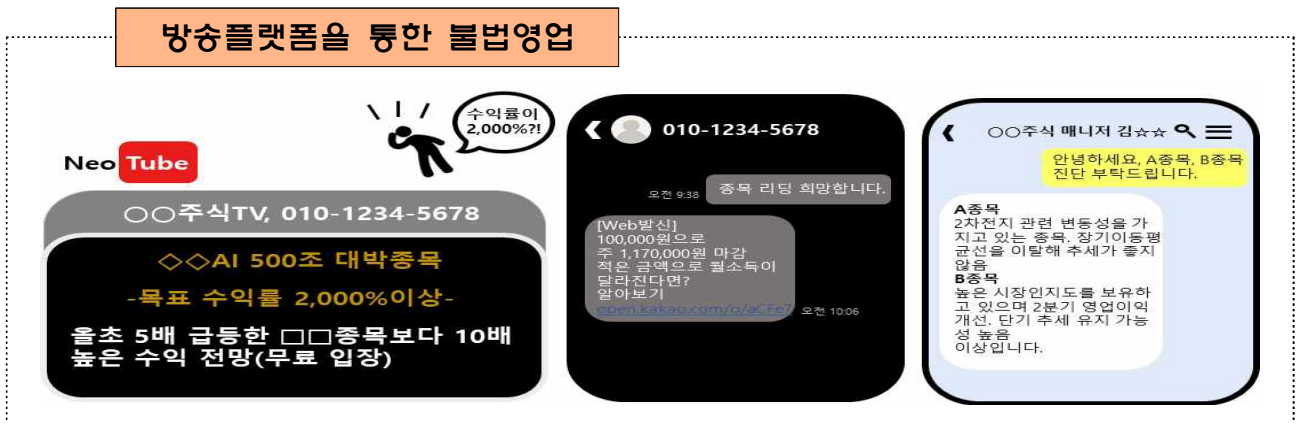 방송플랫폼을 통한 불법영업
수익률이
2,000%?!
Neo Tube
○○주식TV, 010-1234-5678
◇◇AI 500조 대박종목
-목표 수익률 2,000%이상-
올초 5배 급등한 □□종목보다 10배
높은 수익 전망(무료 입장)
010-1234-5678
오전 9:38 종목 리딩 희망합니다.
[Web발신]
100,000원으로
주 1,170,000원 마감
적은 금액으로 월소득이
달라진다면?
알아보기
open.kakao.com/o/aCFe7 오전 10:06
○○주식 매니저 김☆☆
안녕하세요, A종목, B종목
진단 부탁드립니다.
A종목
2차전지 관련 변동성을 가
지고 있는 종목. 장기이동평
균선을 이탈해 추세가 좋지
않음
B종목
높은 시장인지도를 보유하
고 있으며 2분기 영업이익
개선. 단기 추세 유지 가능
성 높음
이상입니다.